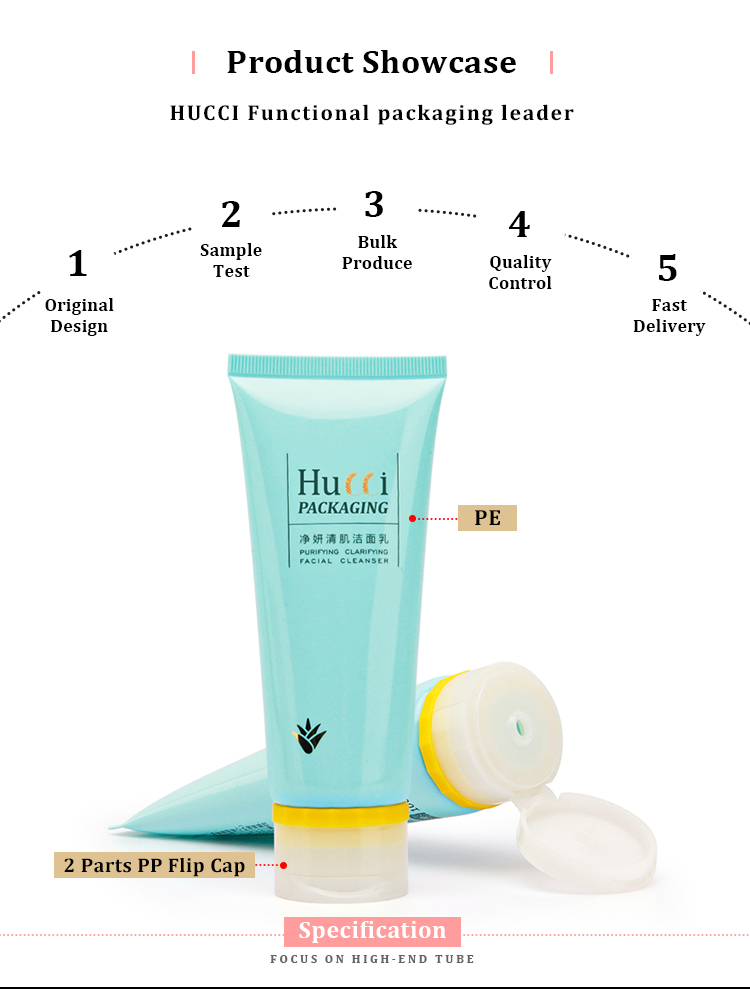 Product Showcase
HUCCI Functional packaging leader
1
Original
Design
2
Sample
Test
3
Bulk
Produce
4
Quality
Control
5
Fast
Delivery
Hucci
PACKAGING
净妍清肌洁面乳
PURIFYING CLARIFYING
FACIAL CLEANSER
PE
2 Parts PP Flip Cap
Specification
FOCUS ON HIGH-END TUBE